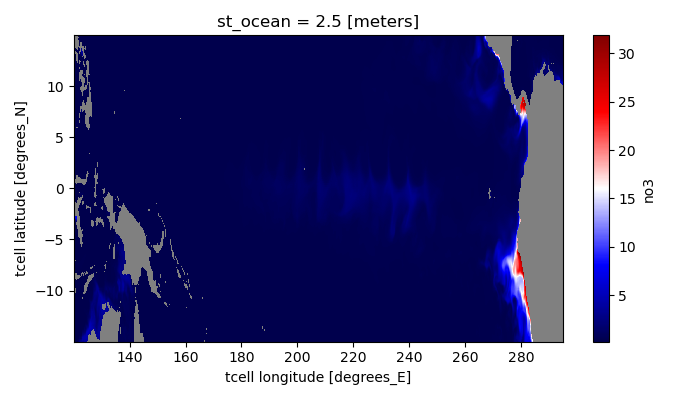 st_ocean = 2.5 [meters]
10
5
0
−5
−10
tcell latitude [degrees_N]
140 160 180 200 220 240 260 280
tcell longitude [degrees_E]
30
25
20
15
10
5
no3